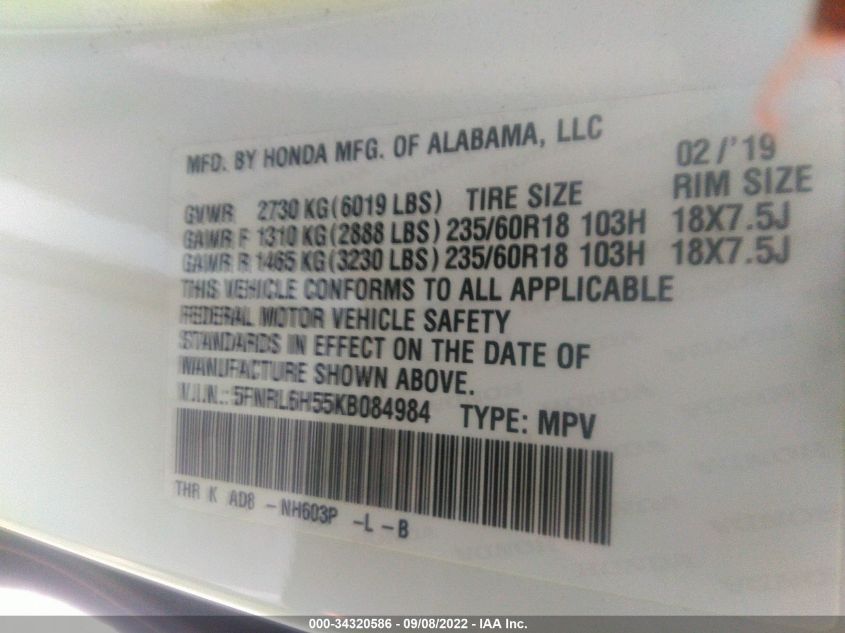 MFD. BY HONDA MFG. OF ALABAMA, LLC 02/'19
GVWR 2730 KG(6019 LBS) TIRE SIZE RIM SIZE
GAWR F 1310 KG(2888 LBS) 235/60R18 103H 18X7.5J
GAWR R 1465 KG(3230 LBS) 235/60R18 103H 18X7.5J
THIS VEHICLE CONFORMS TO ALL APPLICABLE
FEDERAL MOTOR VEHICLE SAFETY
STANDARDS IN EFFECT ON THE DATE OF
MANUFACTURE SHOWN ABOVE.
V.I.N.: 5FNRL6H55KB084984 TYPE: MPV
THR K AD8 -NH603P -L -B
000-34320586 - 09/08/2022 - IAA Inc.